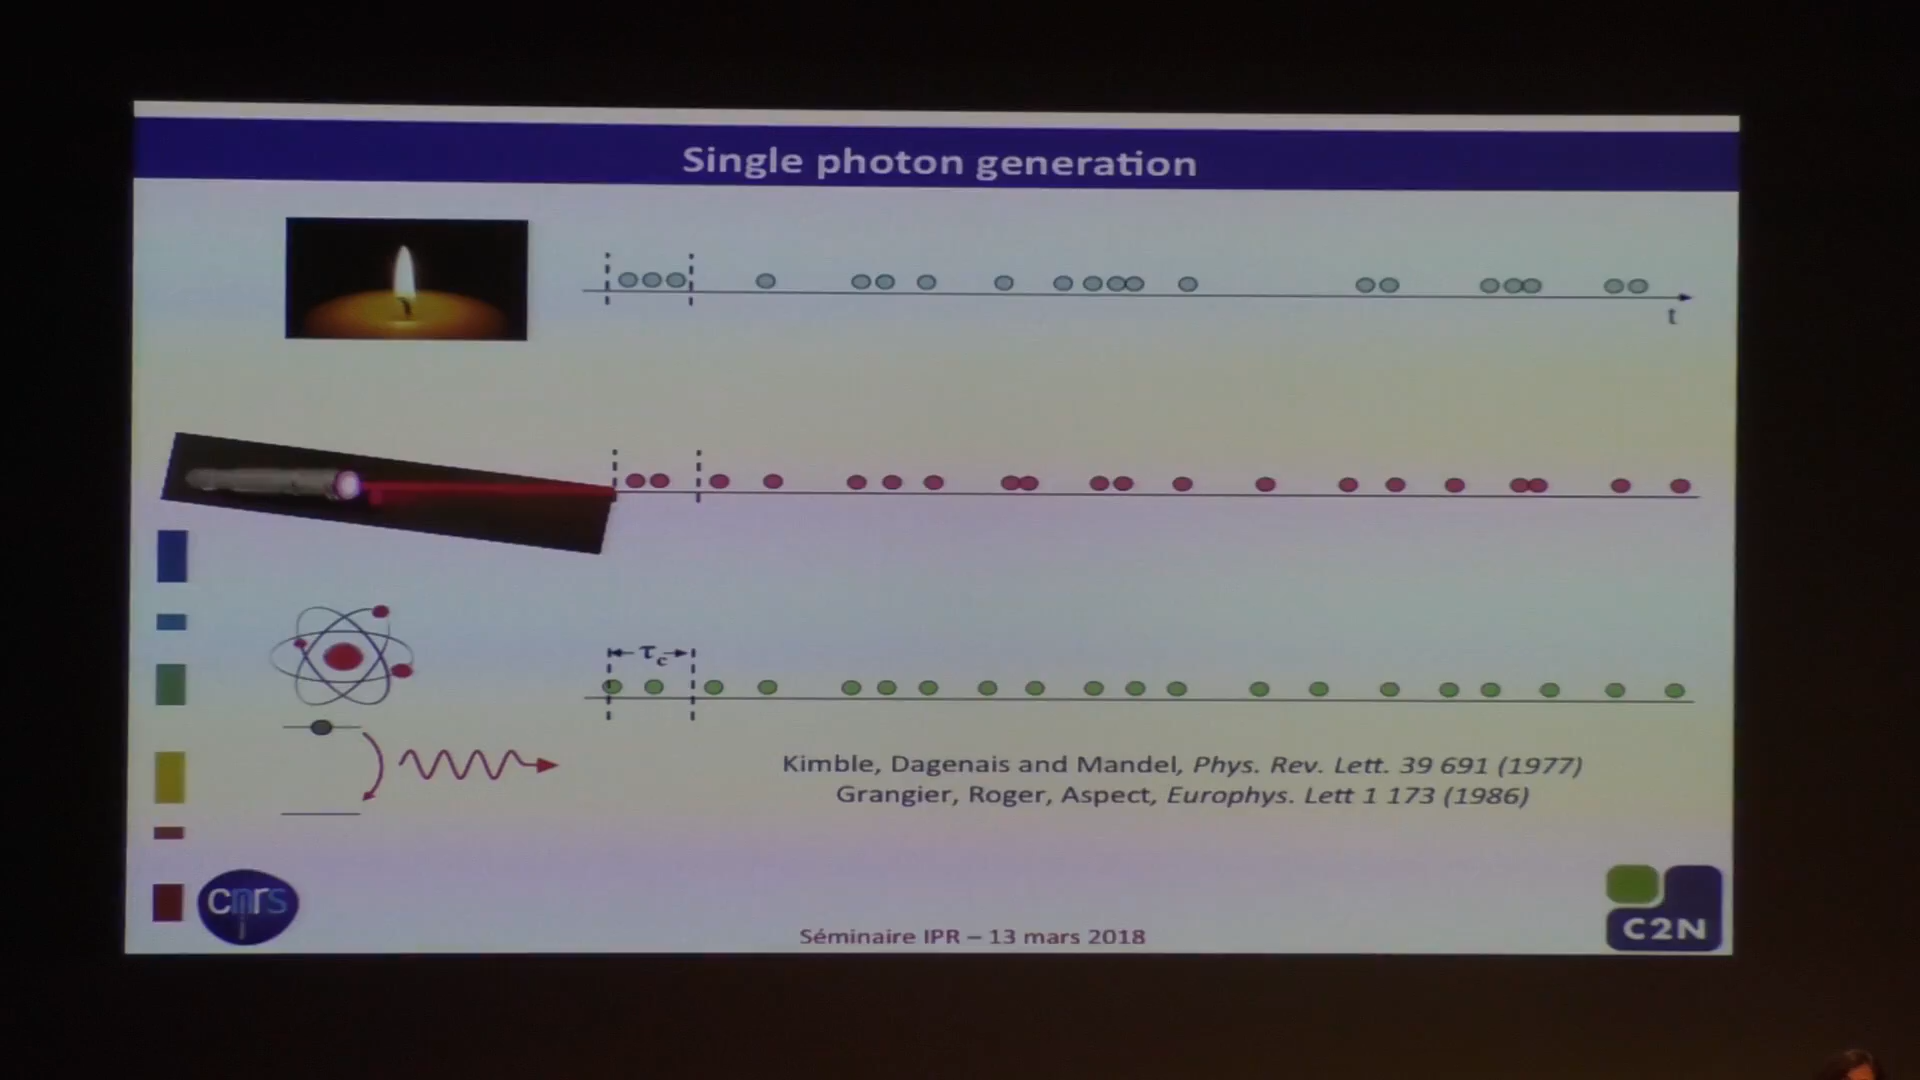 Single photon generation
t
τc
Kimble, Dagenais and Mandel, Phys. Rev. Lett. 39 691 (1977)
Grangier, Roger, Aspect, Europhys. Lett 1 173 (1986)
cnrs
Séminaire IPR – 13 mars 2018
C2N